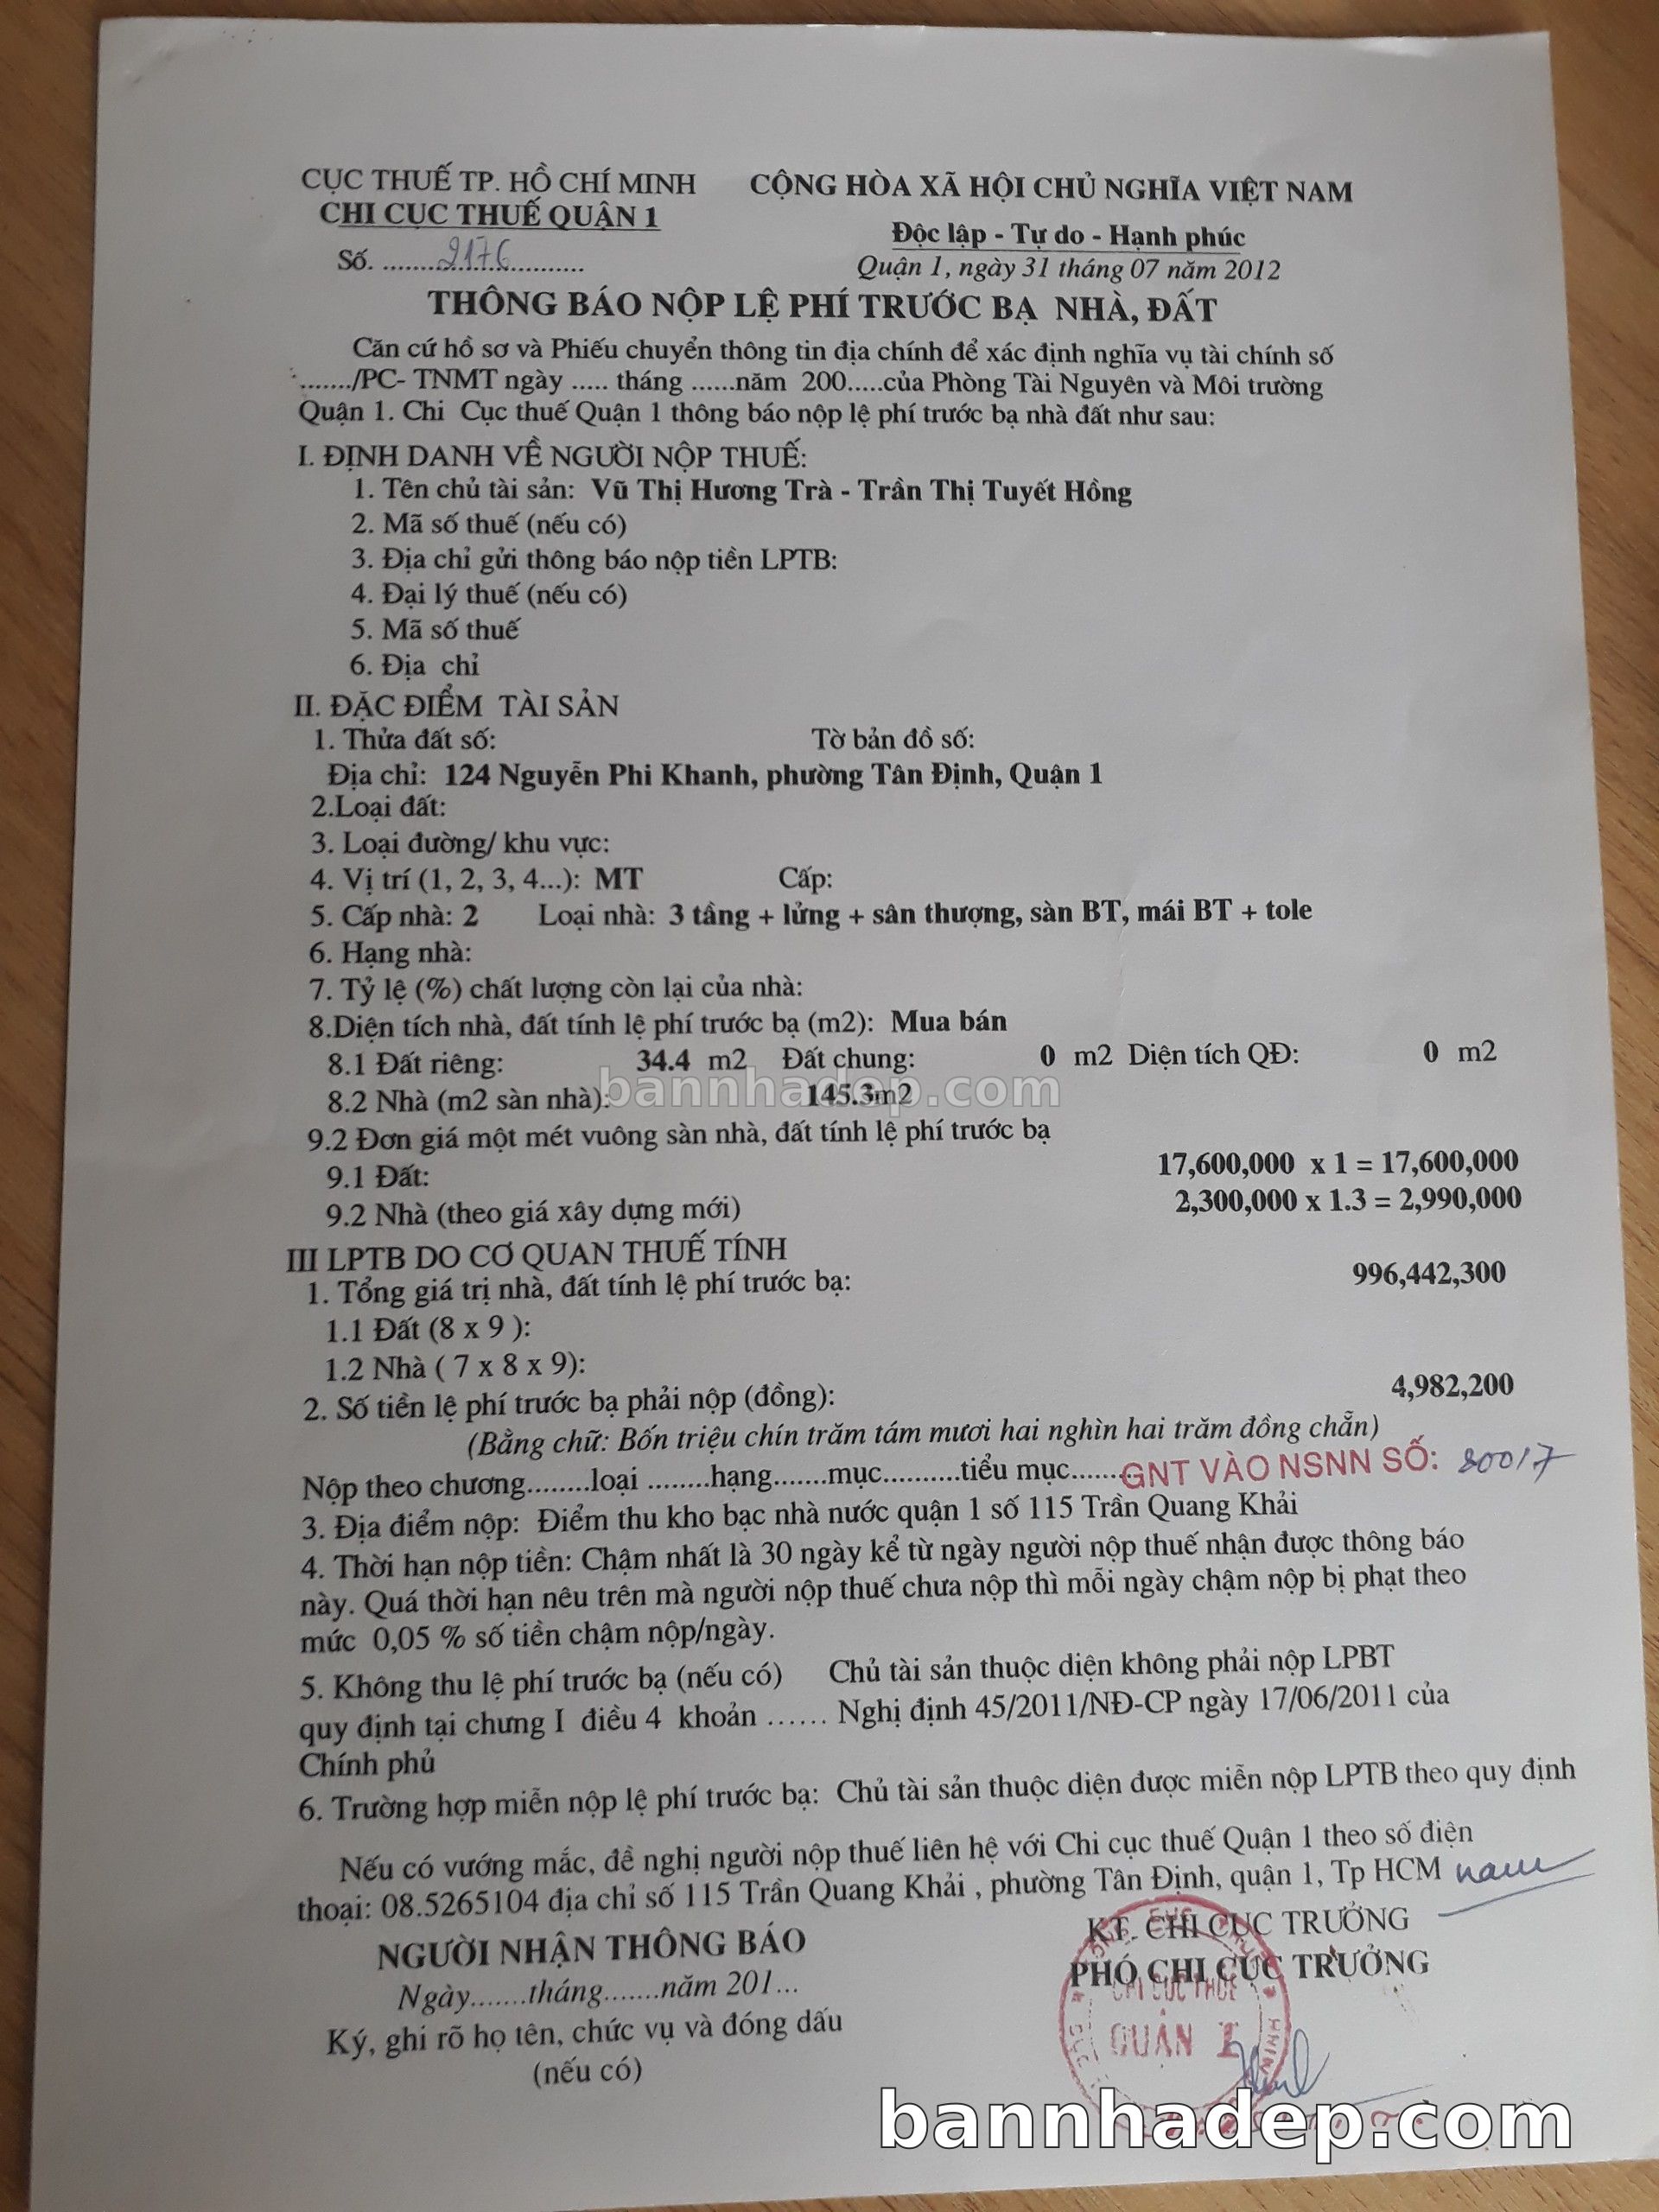 CỤC THUẾ TP. HỒ CHÍ MINH CỘNG HÒA XÃ HỘI CHỦ NGHĨA VIỆT NAM
CHI CỤC THUẾ QUẬN 1
Độc lập - Tự do - Hạnh phúc
Số. ........2176............
Quận 1, ngày 31 tháng 07 năm 2012
THÔNG BÁO NỘP LỆ PHÍ TRƯỚC BẠ NHÀ, ĐẤT
Căn cứ hồ sơ và Phiếu chuyển thông tin địa chính để xác định nghĩa vụ tài chính số
......./PC- TNMT ngày ..... tháng ......năm 200.....của Phòng Tài Nguyên và Môi trường
Quận 1. Chi Cục thuế Quận 1 thông báo nộp lệ phí trước bạ nhà đất như sau:
I. ĐỊNH DANH VỀ NGƯỜI NỘP THUẾ:
1. Tên chủ tài sản: Vũ Thị Hương Trà - Trần Thị Tuyết Hồng
2. Mã số thuế (nếu có)
3. Địa chỉ gửi thông báo nộp tiền LPTB:
4. Đại lý thuế (nếu có)
5. Mã số thuế
6. Địa chỉ
II. ĐẶC ĐIỂM TÀI SẢN
1. Thửa đất số: Tờ bản đồ số:
Địa chỉ: 124 Nguyễn Phi Khanh, phường Tân Định, Quận 1
2.Loại đất:
3. Loại đường/ khu vực:
4. Vị trí (1, 2, 3, 4...): MT Cấp:
5. Cấp nhà: 2 Loại nhà: 3 tầng + lửng + sân thượng, sàn BT, mái BT + tole
6. Hạng nhà:
7. Tỷ lệ (%) chất lượng còn lại của nhà:
8.Diện tích nhà, đất tính lệ phí trước bạ (m2): Mua bán
8.1 Đất riêng: 34.4 m2 Đất chung: 0 m2 Diện tích QĐ: 0 m2
bannhadep.com
8.2 Nhà (m2 sàn nhà): 145.3m2
9.2 Đơn giá một mét vuông sàn nhà, đất tính lệ phí trước bạ
9.1 Đất: 17,600,000 x 1 = 17,600,000
9.2 Nhà (theo giá xây dựng mới) 2,300,000 x 1.3 = 2,990,000
III LPTB DO CƠ QUAN THUẾ TÍNH
1. Tổng giá trị nhà, đất tính lệ phí trước bạ: 996,442,300
1.1 Đất (8 x 9 ):
1.2 Nhà ( 7 x 8 x 9):
2. Số tiền lệ phí trước bạ phải nộp (đồng): 4,982,200
(Bằng chữ: Bốn triệu chín trăm tám mươi hai nghìn hai trăm đồng chẵn)
Nộp theo chương........loại ........hạng.......mục..........tiểu mục......... GNT VÀO NSNN SỐ: 80017
3. Địa điểm nộp: Điểm thu kho bạc nhà nước quận 1 số 115 Trần Quang Khải
4. Thời hạn nộp tiền: Chậm nhất là 30 ngày kể từ ngày người nộp thuế nhận được thông báo
này. Quá thời hạn nêu trên mà người nộp thuế chưa nộp thì mỗi ngày chậm nộp bị phạt theo
mức 0,05 % số tiền chậm nộp/ngày.
5. Không thu lệ phí trước bạ (nếu có) Chủ tài sản thuộc diện không phải nộp LPBT
quy định tại chưng I điều 4 khoản ...... Nghị định 45/2011/NĐ-CP ngày 17/06/2011 của
Chính phủ
6. Trường hợp miễn nộp lệ phí trước bạ: Chủ tài sản thuộc diện được miễn nộp LPTB theo quy định
Nếu có vướng mắc, đề nghị người nộp thuế liên hệ với Chi cục thuế Quận 1 theo số điện
thoại: 08.5265104 địa chỉ số 115 Trần Quang Khải , phường Tân Định, quận 1, Tp HCM
NGƯỜI NHẬN THÔNG BÁO KT. CHI CỤC TRƯỞNG
PHÓ CHI CỤC TRƯỞNG
Ngày.......tháng.......năm 201...
CHI CỤC THUẾ
QUẬN 1
Ký, ghi rõ họ tên, chức vụ và đóng dấu
(nếu có)
bannhadep.com